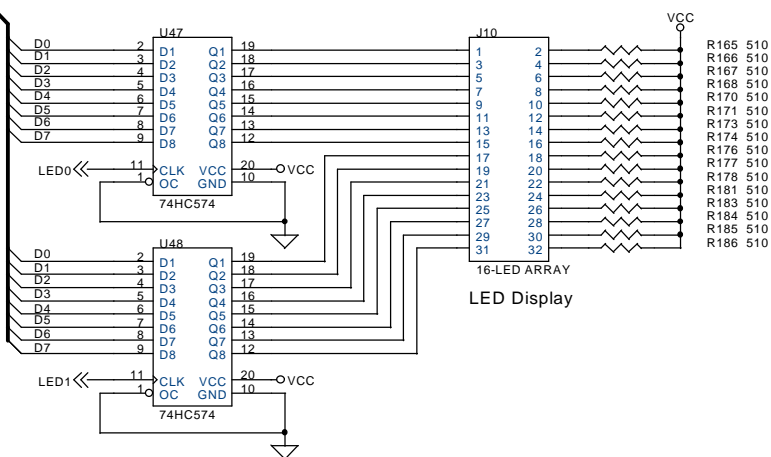 VCC
U47
J10
D0 2 D1 Q1 19 1 2 R165 510
D1 3 D2 Q2 18 3 4 R166 510
D2 4 D3 Q3 17 5 6 R167 510
D3 5 D4 Q4 16 7 8 R168 510
D4 6 D5 Q5 15 9 10 R170 510
D5 7 D6 Q6 14 11 12 R171 510
D6 8 D7 Q7 13 13 14 R173 510
D7 9 D8 Q8 12 15 16 R174 510
17 18 R176 510
LED0 11 CLK VCC 20 VCC 19 20 R177 510
1 OC GND 10 21 22 R178 510
74HC574 23 24 R181 510
25 26 R183 510
27 28 R184 510
U48 29 30 R185 510
D0 2 D1 Q1 19 31 32 R186 510
D1 3 D2 Q2 18 16-LED ARRAY
D2 4 D3 Q3 17
D3 5 D4 Q4 16 LED Display
D4 6 D5 Q5 15
D5 7 D6 Q6 14
D6 8 D7 Q7 13
D7 9 D8 Q8 12
LED1 11 CLK VCC 20 VCC
1 OC GND 10
74HC574